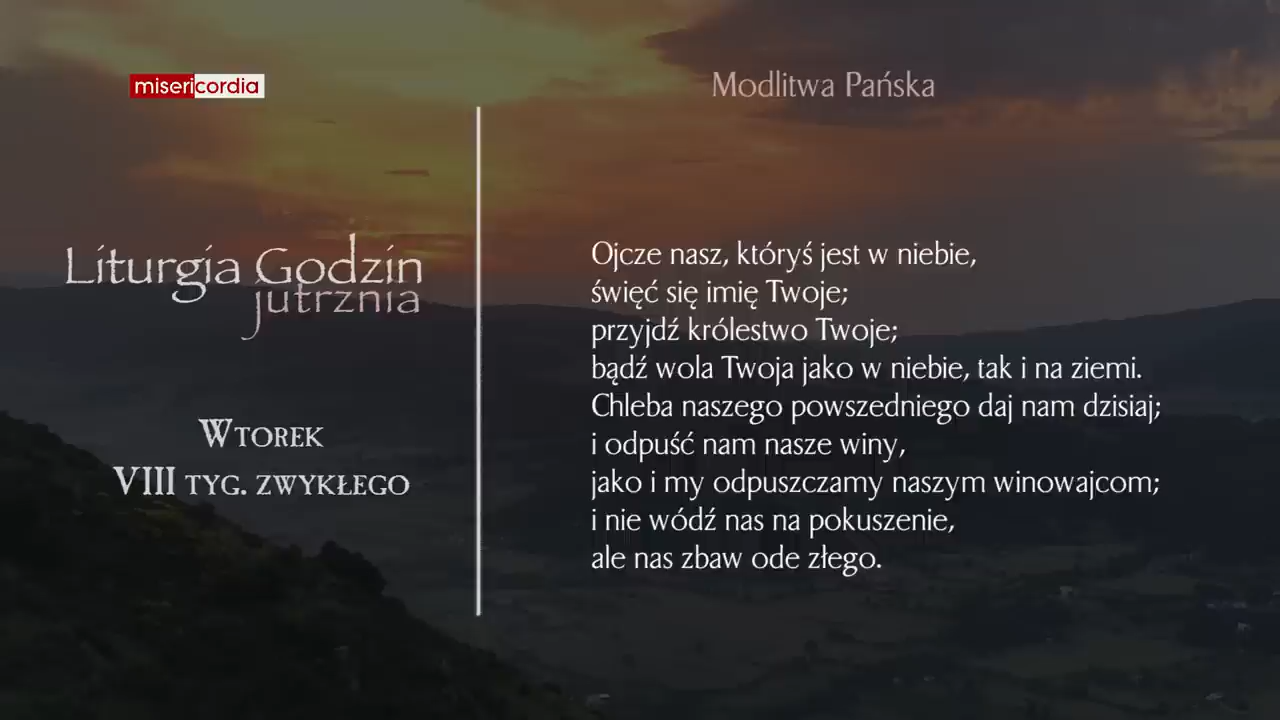 misericordia
Modlitwa Pańska
Liturgia Godzin
jutrznia
Wtorek
VIII tyg. zwykłego
Ojcze nasz, któryś jest w niebie,
święć się imię Twoje;
przyjdź królestwo Twoje;
bądź wola Twoja jako w niebie, tak i na ziemi.
Chleba naszego powszedniego daj nam dzisiaj;
i odpuść nam nasze winy,
jako i my odpuszczamy naszym winowajcom;
i nie wódź nas na pokuszenie,
ale nas zbaw ode złego.